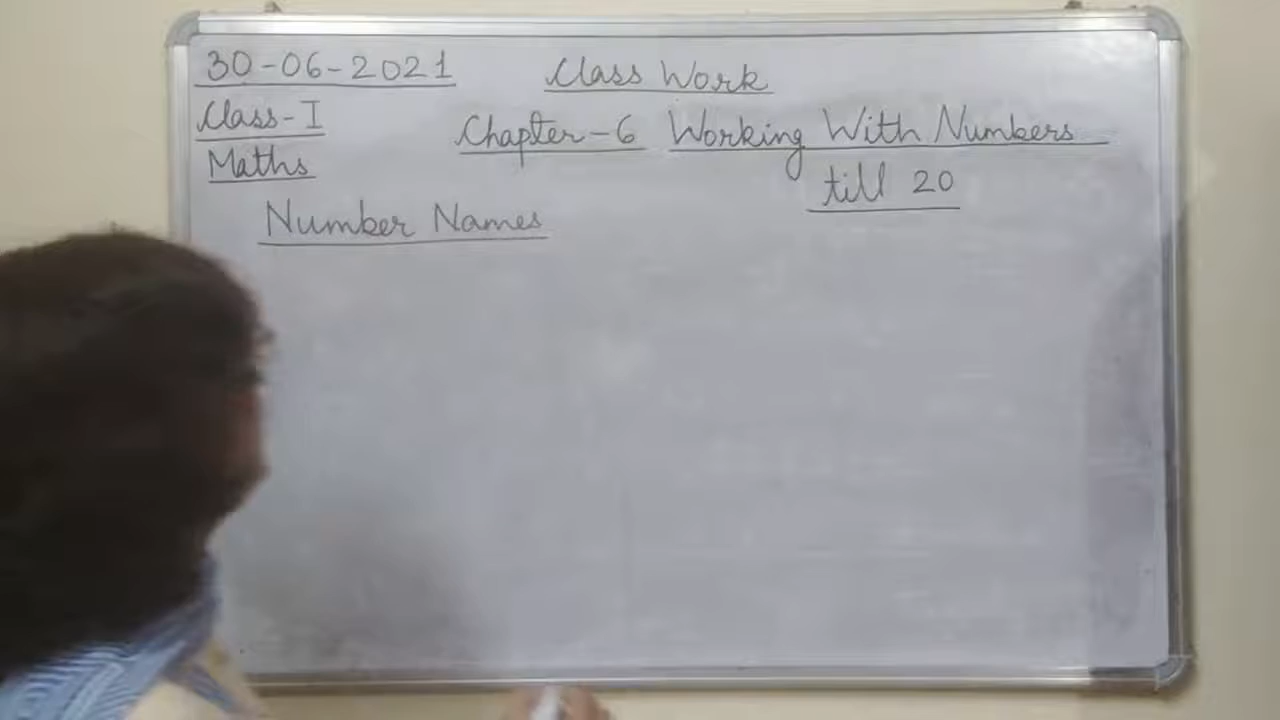 30-06-2021 Class Work
Class-I
Chapter-6 Working With Numbers
Maths
till 20
Number Names